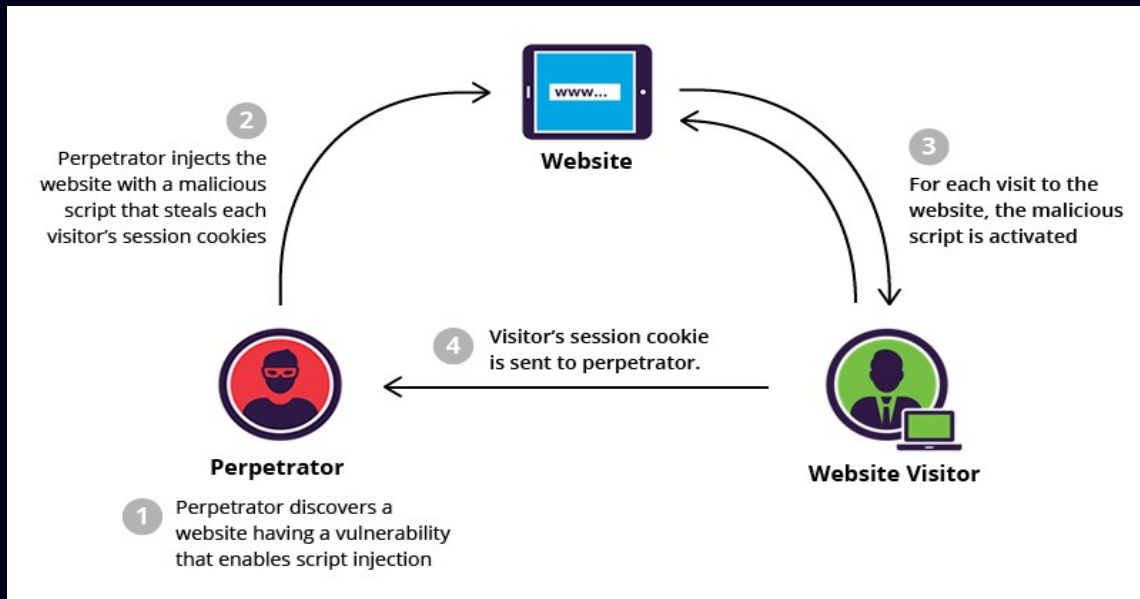 www...
Website
2
Perpetrator injects the
website with a malicious
script that steals each
visitor’s session cookies
3
For each visit to the
website, the malicious
script is activated
4
Visitor’s session cookie
is sent to perpetrator.
Perpetrator
Website Visitor
1
Perpetrator discovers a
website having a vulnerability
that enables script injection